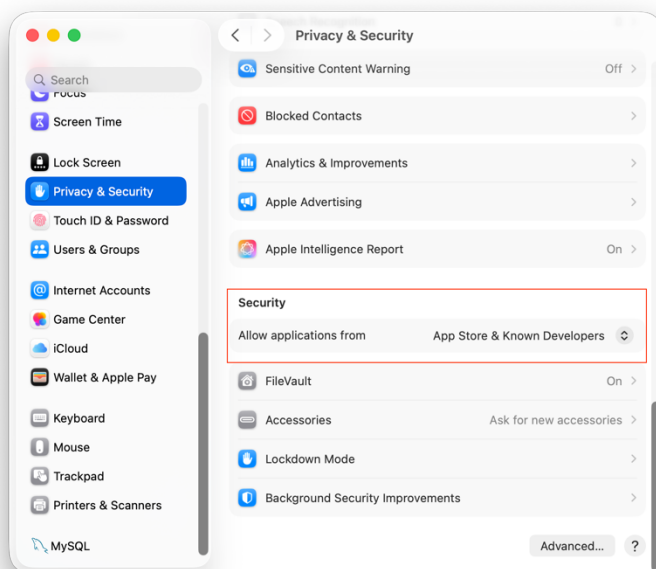 Privacy & Security
Search
Focus
Screen Time
Lock Screen
Privacy & Security
Touch ID & Password
Users & Groups
Internet Accounts
Game Center
iCloud
Wallet & Apple Pay
Keyboard
Mouse
Trackpad
Printers & Scanners
MySQL
Sensitive Content Warning Off
Blocked Contacts
Analytics & Improvements
Apple Advertising
Apple Intelligence Report On
Security
Allow applications from App Store & Known Developers
FileVault On
Accessories Ask for new accessories
Lockdown Mode
Background Security Improvements
Advanced... ?